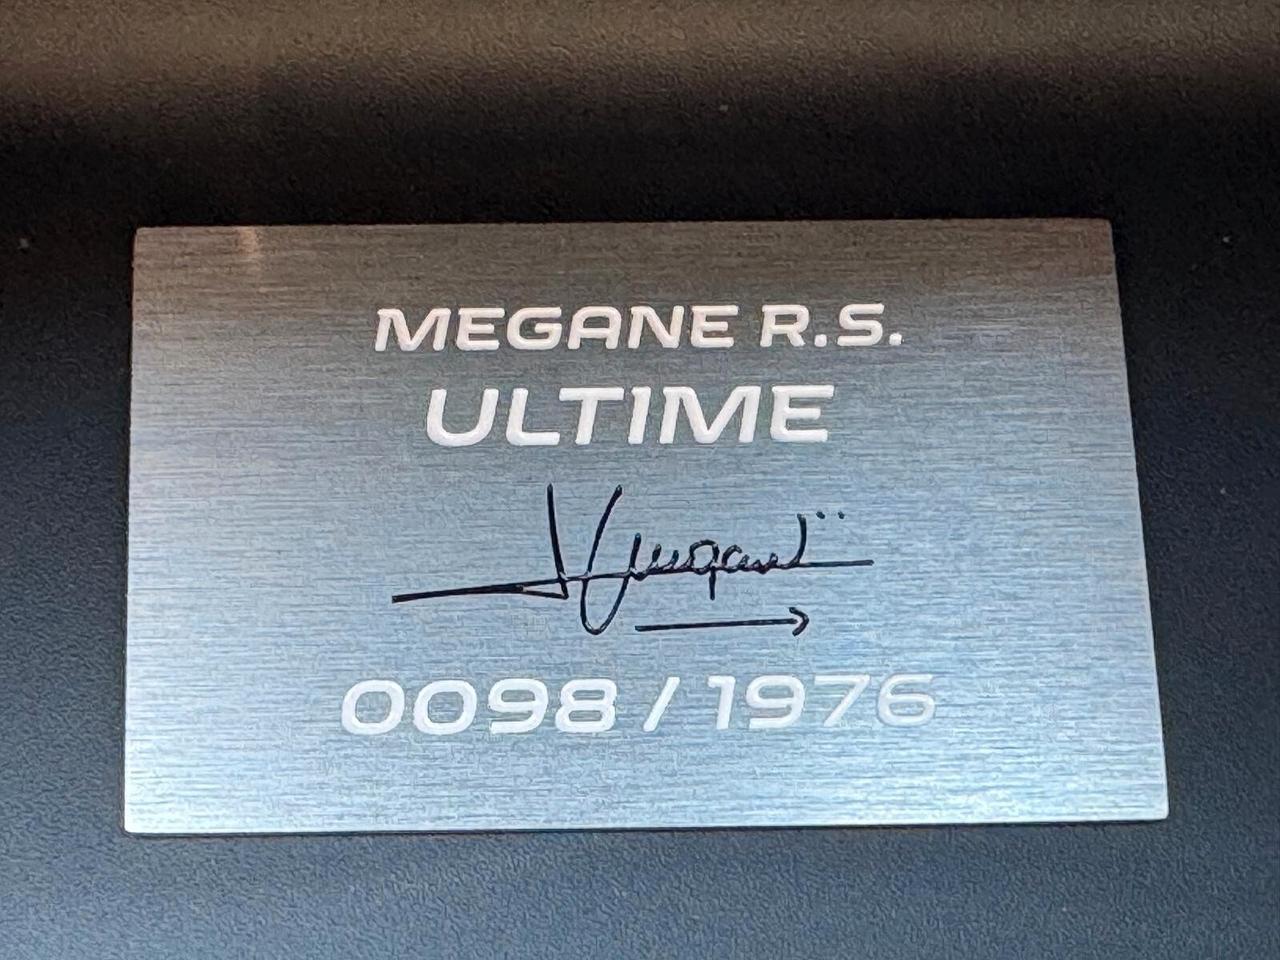 MEGANE R.S.
ULTIME
0098 / 1976